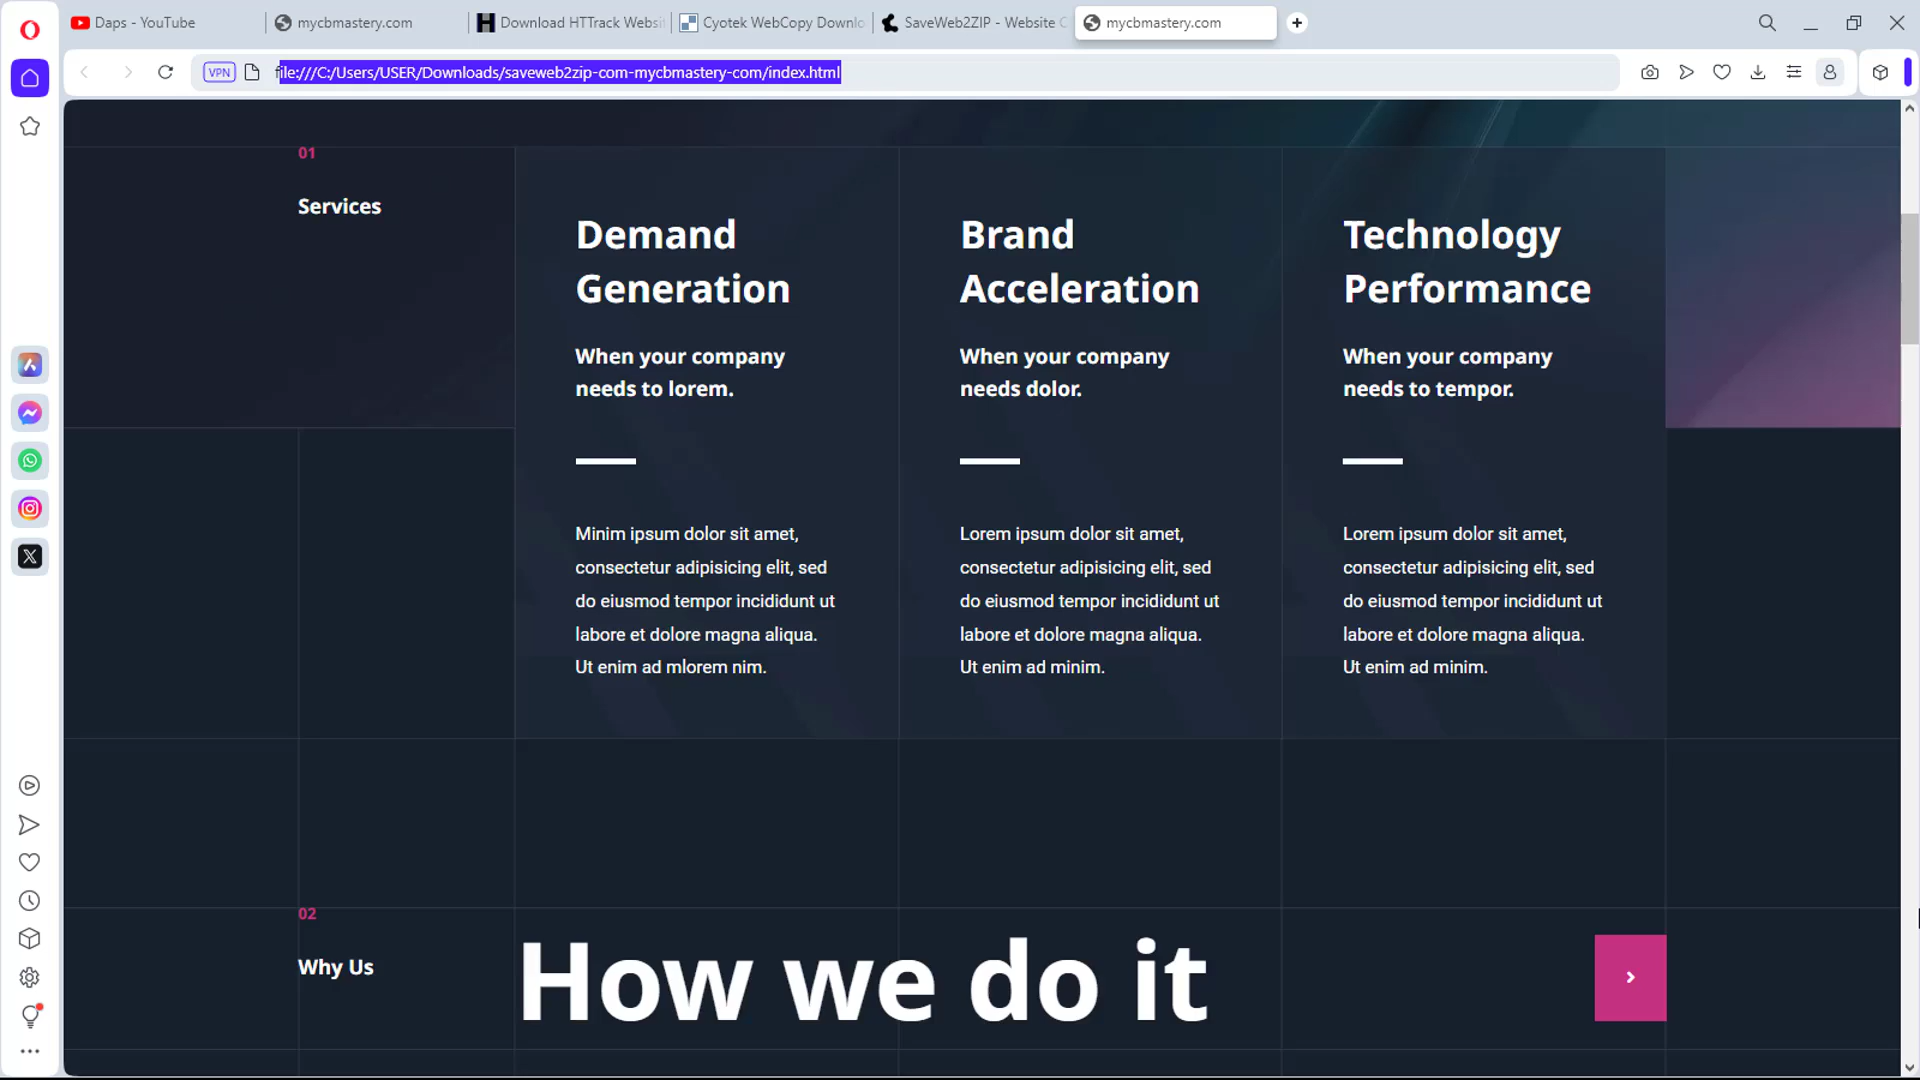 Daps - YouTube
mycbmastery.com
Download HTTrack Websi
Cyotek WebCopy Downlo
SaveWeb2ZIP - Website C
mycbmastery.com
VPN
file:///C:/Users/USER/Downloads/saveweb2zip-com-mycbmastery-com/index.html
01
Services
Demand
Generation
When your company
needs to lorem.
Minim ipsum dolor sit amet,
consectetur adipisicing elit, sed
do eiusmod tempor incididunt ut
labore et dolore magna aliqua.
Ut enim ad mlorem nim.
Brand
Acceleration
When your company
needs dolor.
Lorem ipsum dolor sit amet,
consectetur adipisicing elit, sed
do eiusmod tempor incididunt ut
labore et dolore magna aliqua.
Ut enim ad minim.
Technology
Performance
When your company
needs to tempor.
Lorem ipsum dolor sit amet,
consectetur adipisicing elit, sed
do eiusmod tempor incididunt ut
labore et dolore magna aliqua.
Ut enim ad minim.
02
Why Us
How we do it